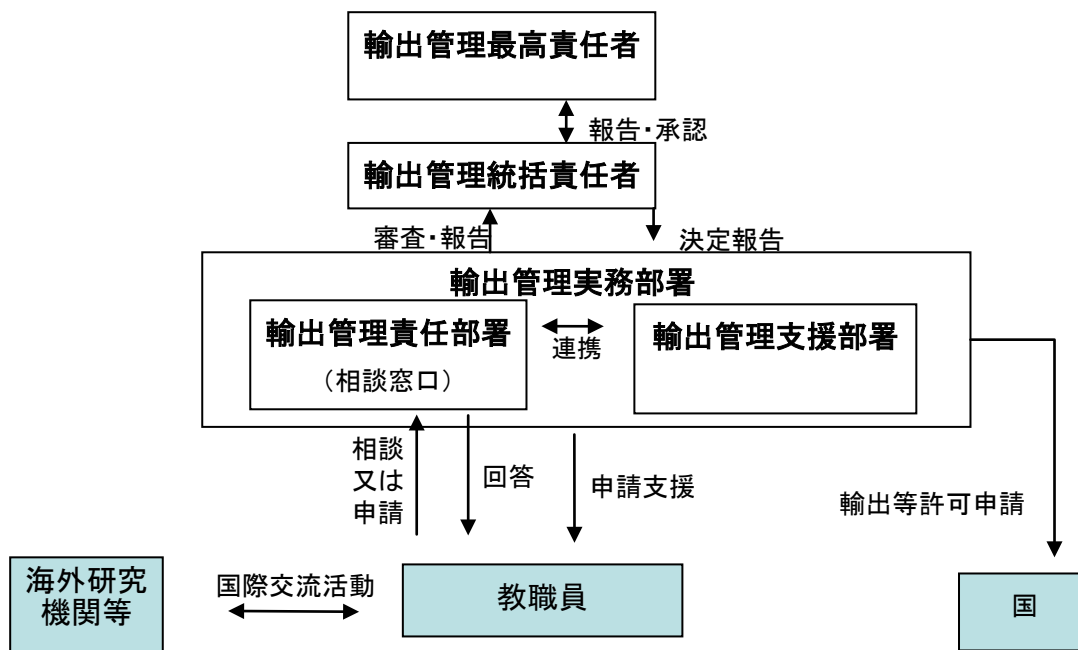 輸出管理最高責任者
報告・承認
輸出管理統括責任者
審査・報告
決定報告
輸出管理実務部署
輸出管理責任部署
（相談窓口）
連携
輸出管理支援部署
相談
又は
申請
回答
申請支援
輸出等許可申請
海外研究
機関等
国際交流活動
教職員
国